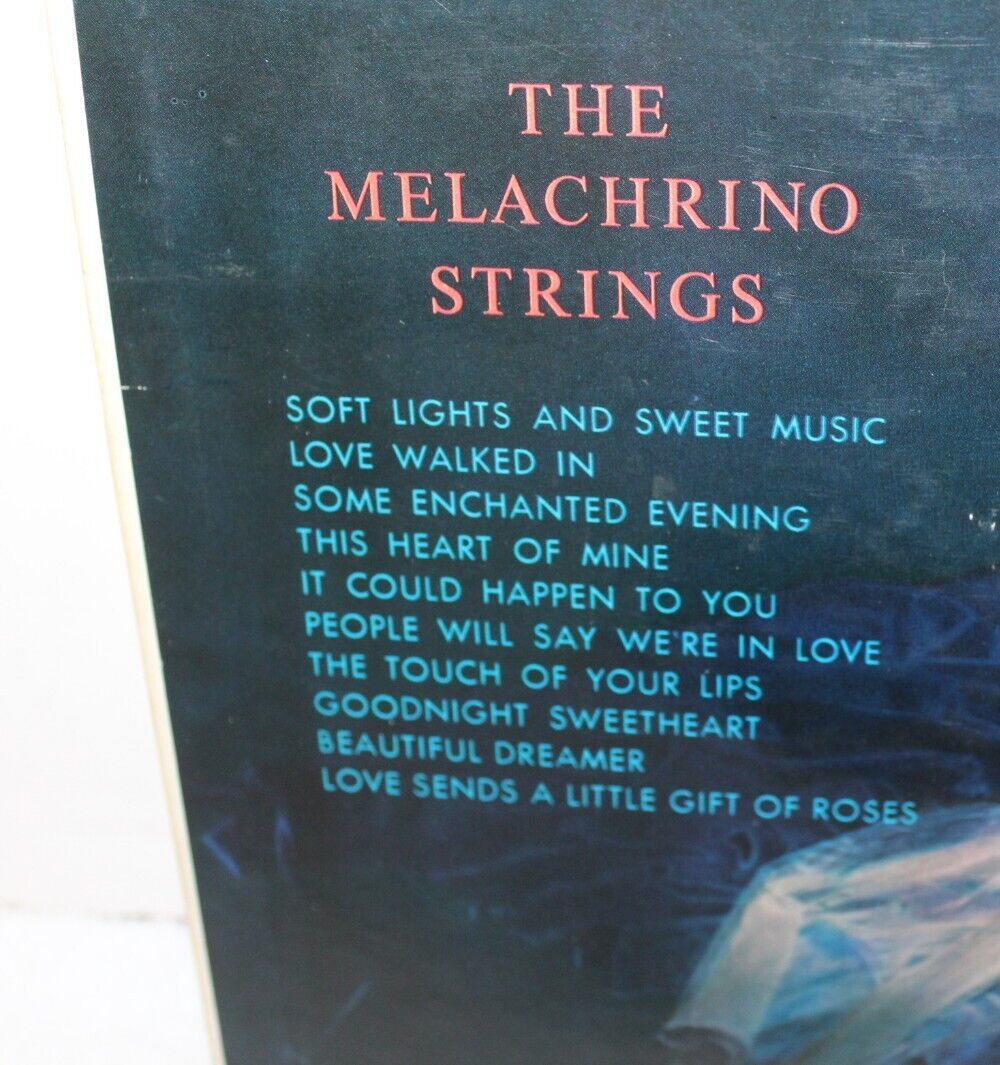 THE
MELACHRINO
STRINGS
SOFT LIGHTS AND SWEET MUSIC
LOVE WALKED IN
SOME ENCHANTED EVENING
THIS HEART OF MINE
IT COULD HAPPEN TO YOU
PEOPLE WILL SAY WE'RE IN LOVE
THE TOUCH OF YOUR LIPS
GOODNIGHT SWEETHEART
BEAUTIFUL DREAMER
LOVE SENDS A LITTLE GIFT OF ROSES